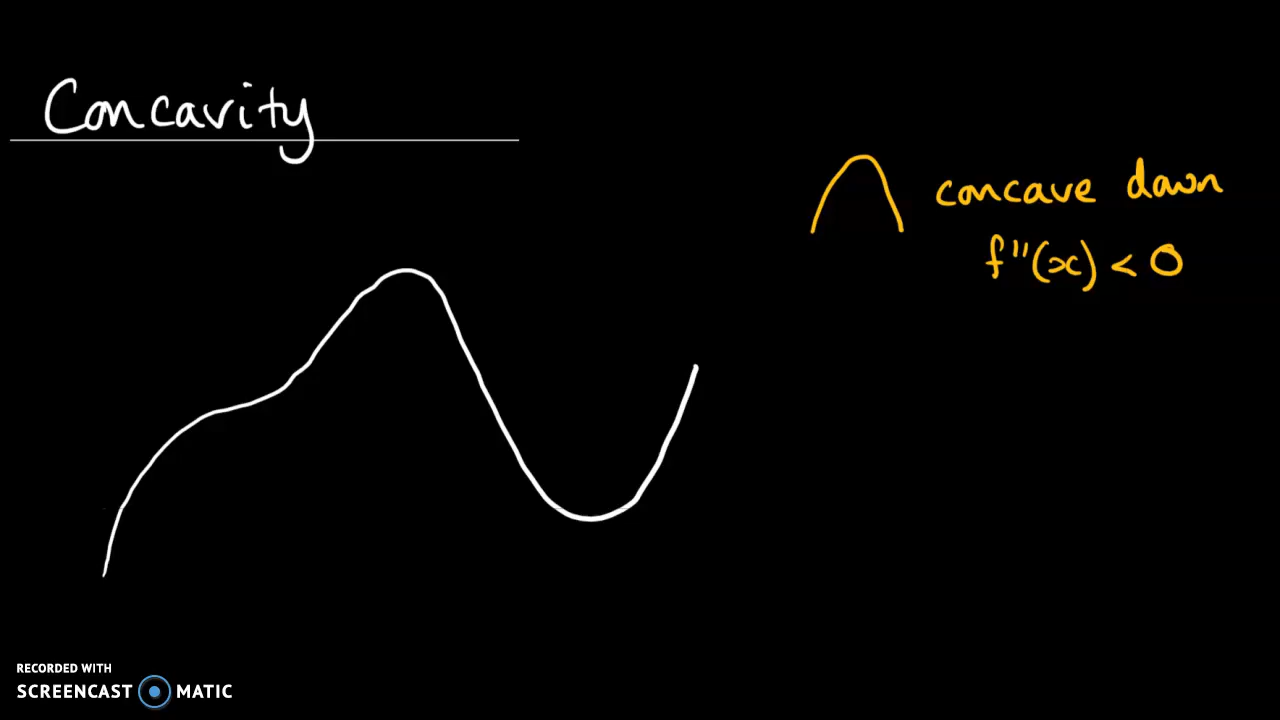 Concavity
concave down
f''(x) < 0
RECORDED WITH
SCREENCAST MATIC